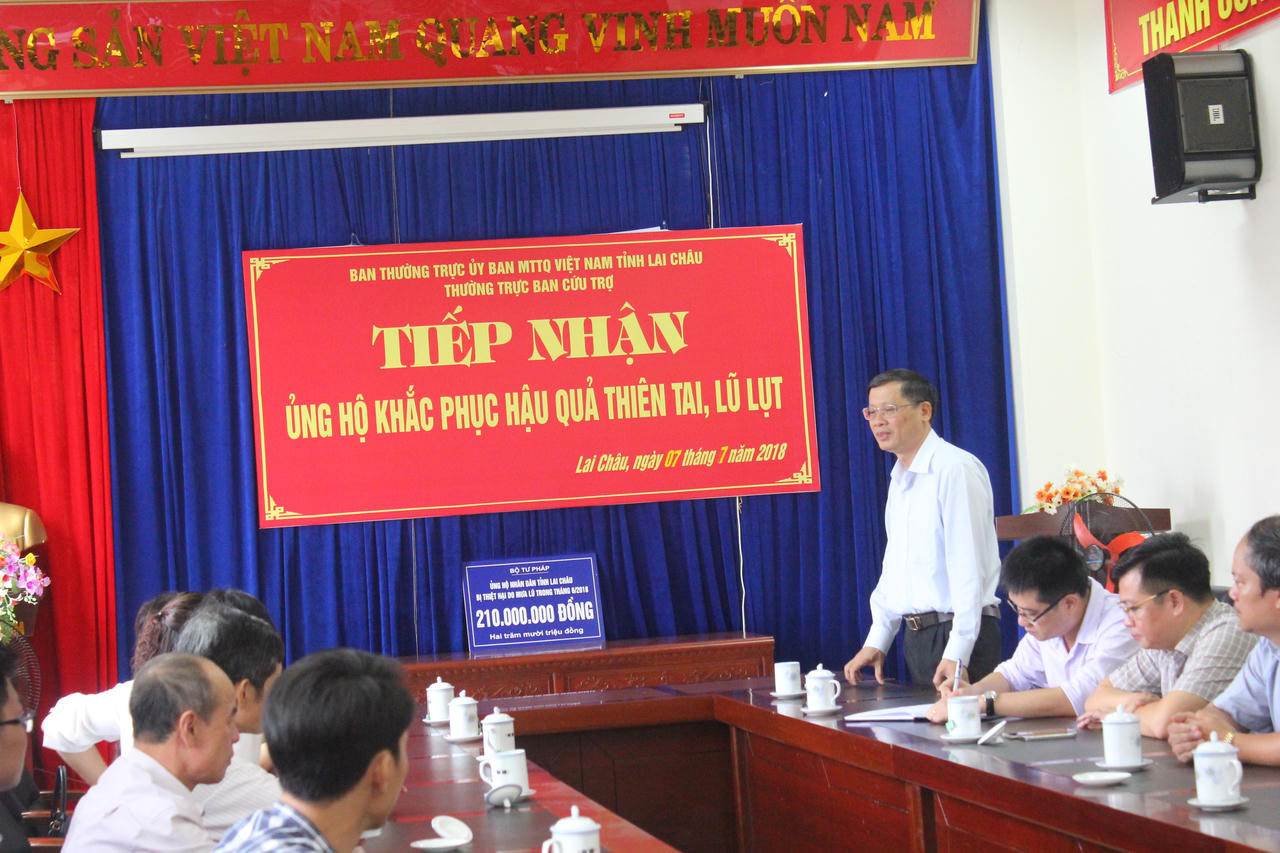 SẢN VIỆT NAM QUANG VINH MUÔN NĂM
THANH
BAN THƯỜNG TRỰC ỦY BAN MTTQ VIỆT NAM TỈNH LAI CHÂU
THƯỜNG TRỰC BAN CỨU TRỢ
TIẾP NHẬN
ỦNG HỘ KHẮC PHỤC HẬU QUẢ THIÊN TAI, LŨ LỤT
Lai Châu, ngày 07 tháng 7 năm 2018
BỘ TƯ PHÁP
ỦNG HỘ NHÂN DÂN TỈNH LAI CHÂU
BỊ THIỆT HẠI DO MƯA LŨ TRONG THÁNG 6/2018
210.000.000 ĐỒNG
Hai trăm mười triệu đồng
JBL